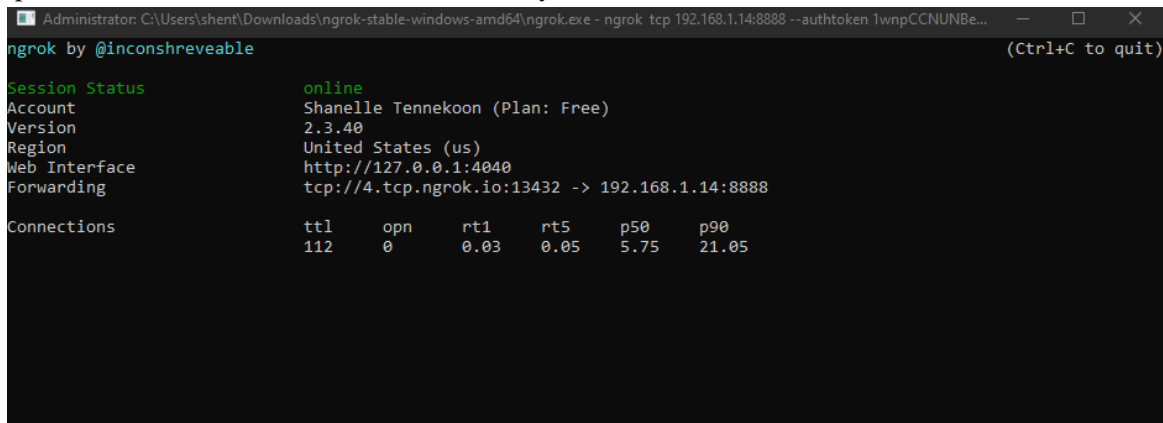 Administrator: C:\Users\shent\Downloads\ngrok-stable-windows-amd64\ngrok.exe - ngrok tcp 192.168.1.14:8888 --authtoken 1wnpCCNUNBe...
ngrok by @inconshreveable (Ctrl+C to quit)
Session Status online
Account Shanelle Tennekoon (Plan: Free)
Version 2.3.40
Region United States (us)
Web Interface http://127.0.0.1:4040
Forwarding tcp://4.tcp.ngrok.io:13432 -> 192.168.1.14:8888
Connections ttl opn rt1 rt5 p50 p90
112 0 0.03 0.05 5.75 21.05